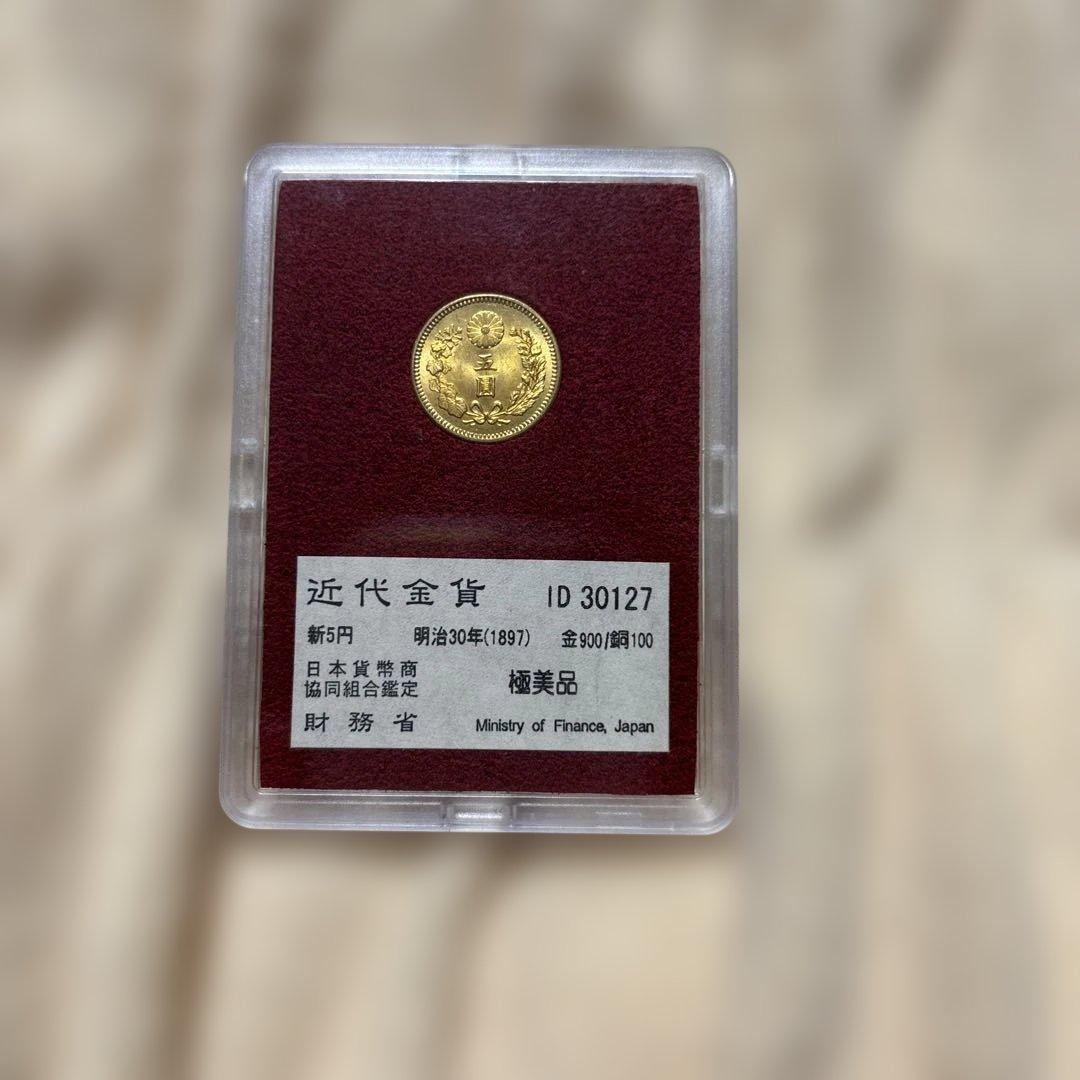 五
圓
近代金貨 ID 30127
新5円 明治30年(1897) 金900/銅100
日本貨幣商
協同組合鑑定 極美品
財務省 Ministry of Finance, Japan